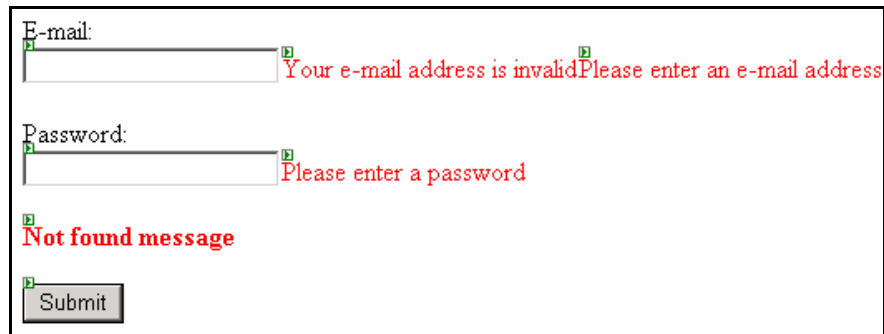 E-mail:
Your e-mail address is invalidPlease enter an e-mail address
Password:
Please enter a password
Not found message
Submit